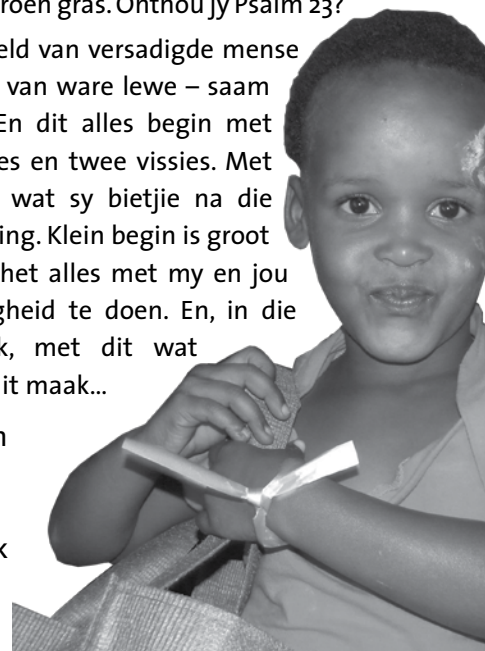 roen gras. Onthou jy Psalm 23?
eld van versadigde mense
van ware lewe – saam
En dit alles begin met
es en twee vissies. Met
wat sy bietjie na die
ing. Klein begin is groot
het alles met my en jou
gheid te doen. En, in die
k, met dit wat
it maak...
n
k